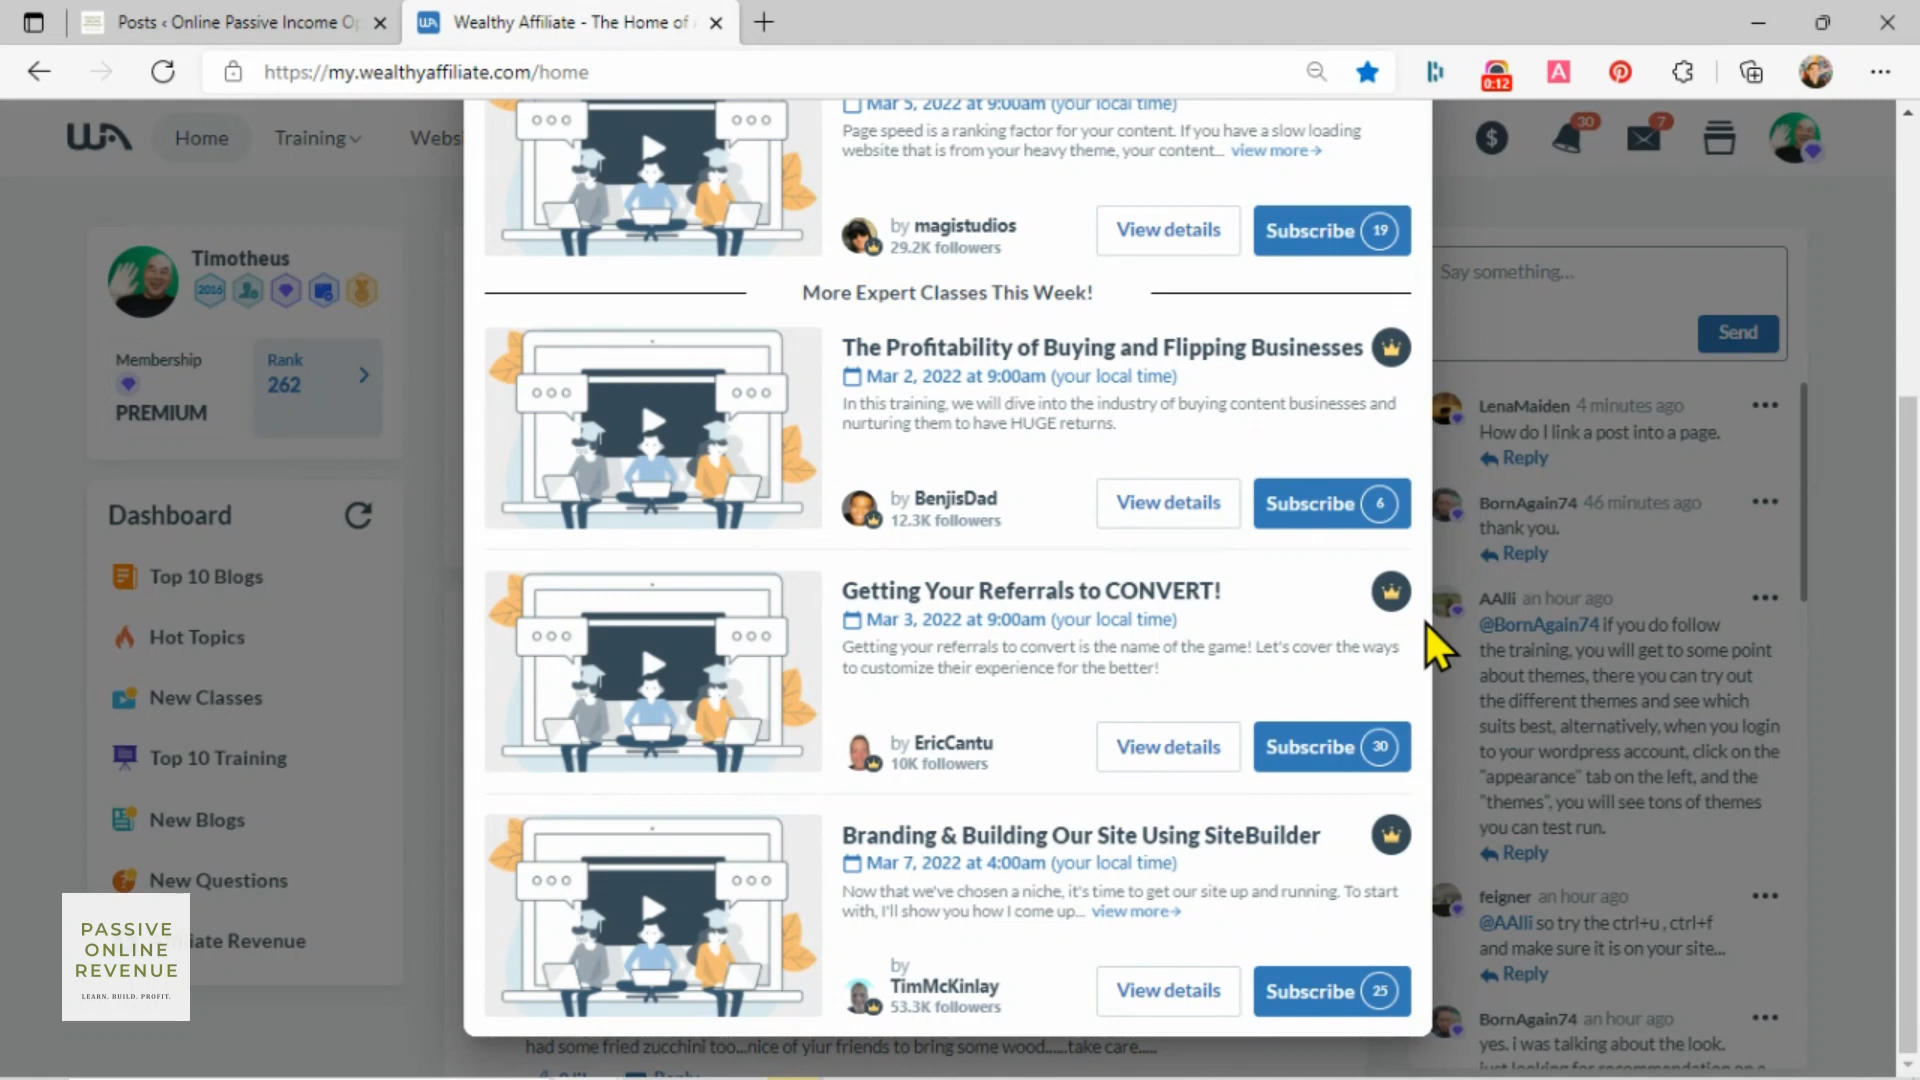 Posts ‹ Online Passive Income Op
Wealthy Affiliate - The Home of
https://my.wealthyaffiliate.com/home
0:12
A
WA
Home
Training
Websi
30
7
Mar 5, 2022 at 9:00am (your local time)
Page speed is a ranking factor for your content. If you have a slow loading
website that is from your heavy theme, your content... view more→
by magistudios
29.2K followers
View details
Subscribe 19
More Expert Classes This Week!
The Profitability of Buying and Flipping Businesses
Mar 2, 2022 at 9:00am (your local time)
In this training, we will dive into the industry of buying content businesses and
nurturing them to have HUGE returns.
by BenjisDad
12.3K followers
View details
Subscribe 6
Getting Your Referrals to CONVERT!
Mar 3, 2022 at 9:00am (your local time)
Getting your referrals to convert is the name of the game! Let's cover the ways
to customize their experience for the better!
by EricCantu
10K followers
View details
Subscribe 30
Branding & Building Our Site Using SiteBuilder
Mar 7, 2022 at 4:00am (your local time)
Now that we've chosen a niche, it's time to get our site up and running. To start
with, I'll show you how I come up... view more→
by
TimMcKinlay
53.3K followers
View details
Subscribe 25
had some fried zucchini too...nice of yiur friends to bring some wood......take care.....
Timotheus
2016
Membership
PREMIUM
Rank
262
Dashboard
Top 10 Blogs
Hot Topics
New Classes
Top 10 Training
New Blogs
New Questions
iate Revenue
PASSIVE
ONLINE
REVENUE
LEARN. BUILD. PROFIT.
Say something...
Send
LenaMaiden 4 minutes ago
How do I link a post into a page.
Reply
BornAgain74 46 minutes ago
thank you.
Reply
AAlli an hour ago
@BornAgain74 if you do follow
the training, you will get to some point
about themes, there you can try out
the different themes and see which
suits best, alternatively, when you login
to your wordpress account, click on the
"appearance" tab on the left, and the
"themes", you will see tons of themes
you can test run.
Reply
feigner an hour ago
@AAlli so try the ctrl+u , ctrl+f
and make sure it is on your site...
Reply
BornAgain74 an hour ago
yes. i was talking about the look.